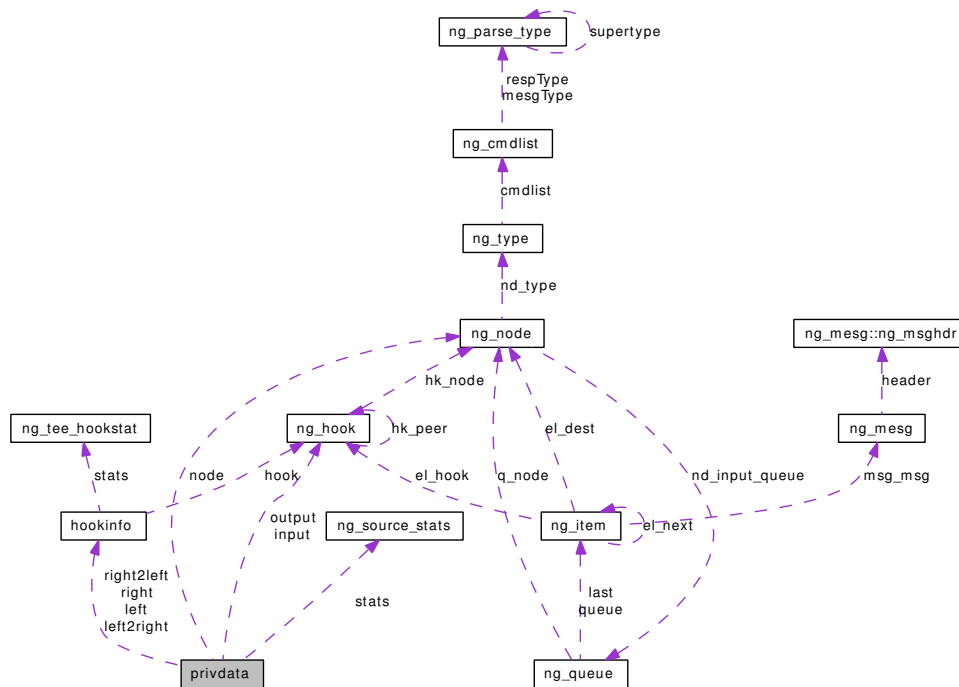 ng_parse_type
supertype
respType
mesgType
ng_cmdlist
cmdlist
ng_type
nd_type
ng_node
ng_mesg::ng_msghdr
hk_node
header
ng_tee_hookstat
ng_hook
hk_peer
el_dest
ng_mesg
stats
node
hook
el_hook
q_node
nd_input_queue
msg_msg
hookinfo
output
input
ng_source_stats
ng_item
el_next
right2left
right
left
left2right
stats
last
queue
privdata
ng_queue